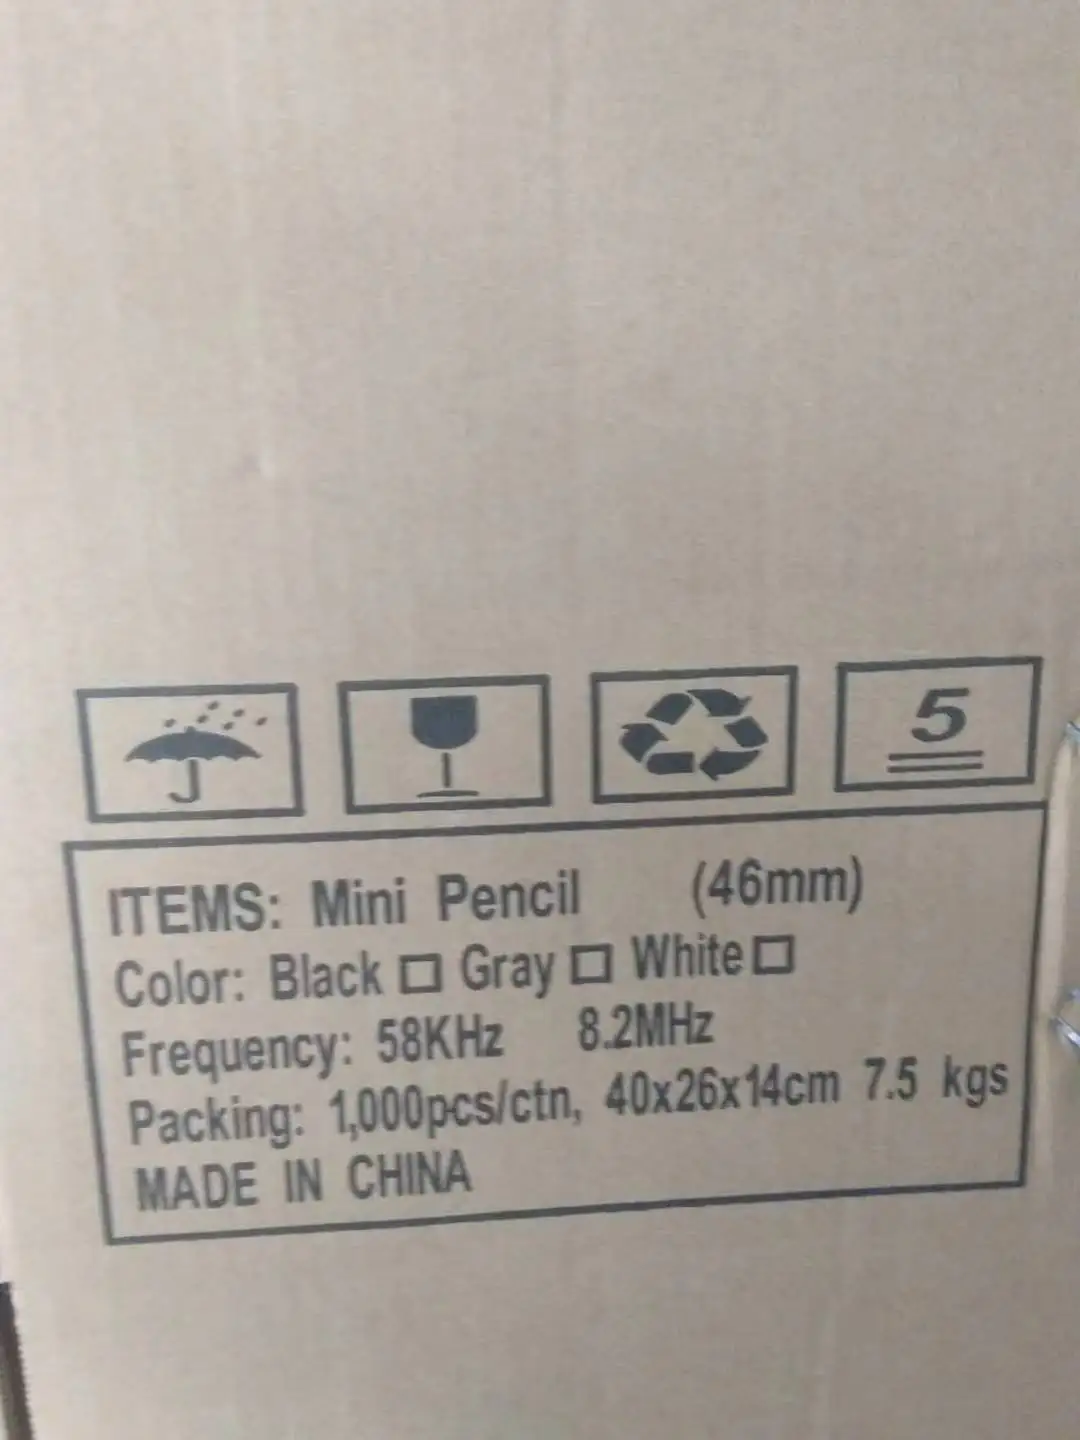 5
ITEMS: Mini Pencil (46mm)
Color: Black □ Gray □ White □
Frequency: 58KHz 8.2MHz
Packing: 1,000pcs/ctn, 40x26x14cm 7.5 kgs
MADE IN CHINA